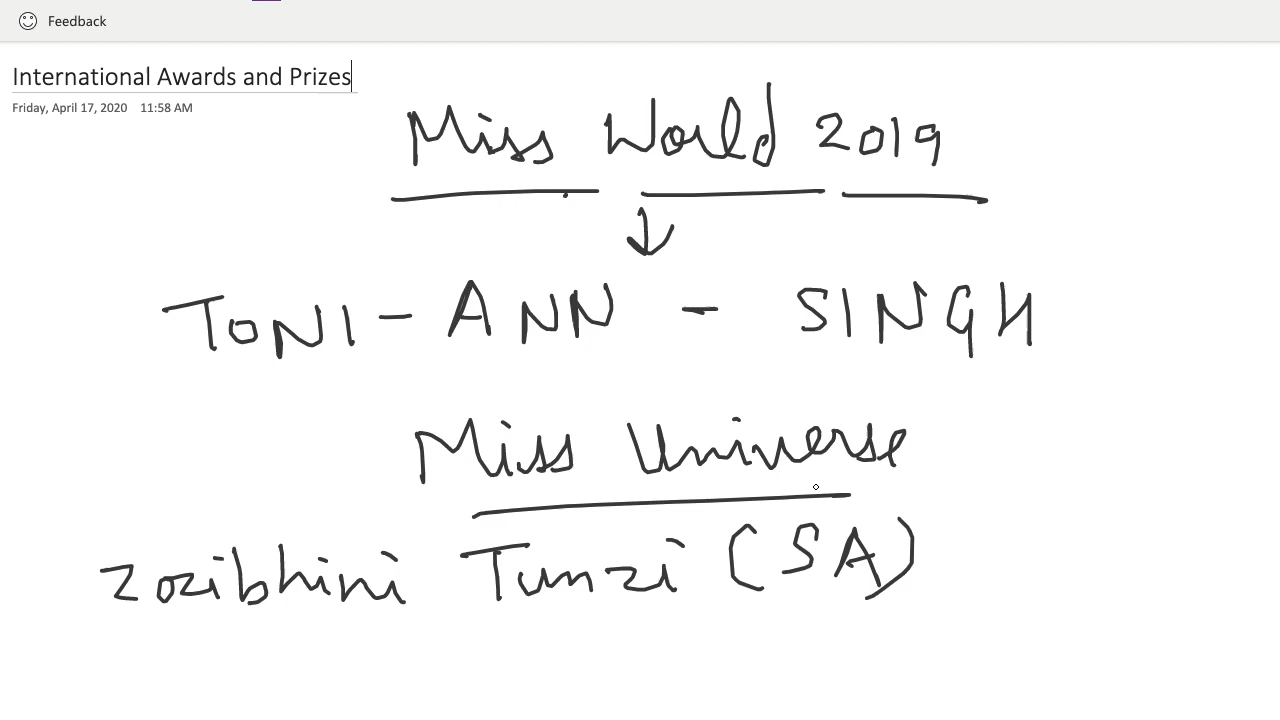 Feedback
International Awards and Prizes
Friday, April 17, 2020 11:58 AM
Miss World 2019
TONI - ANN - SINGH
Miss Universe
Zozibhini Tunzi (SA)